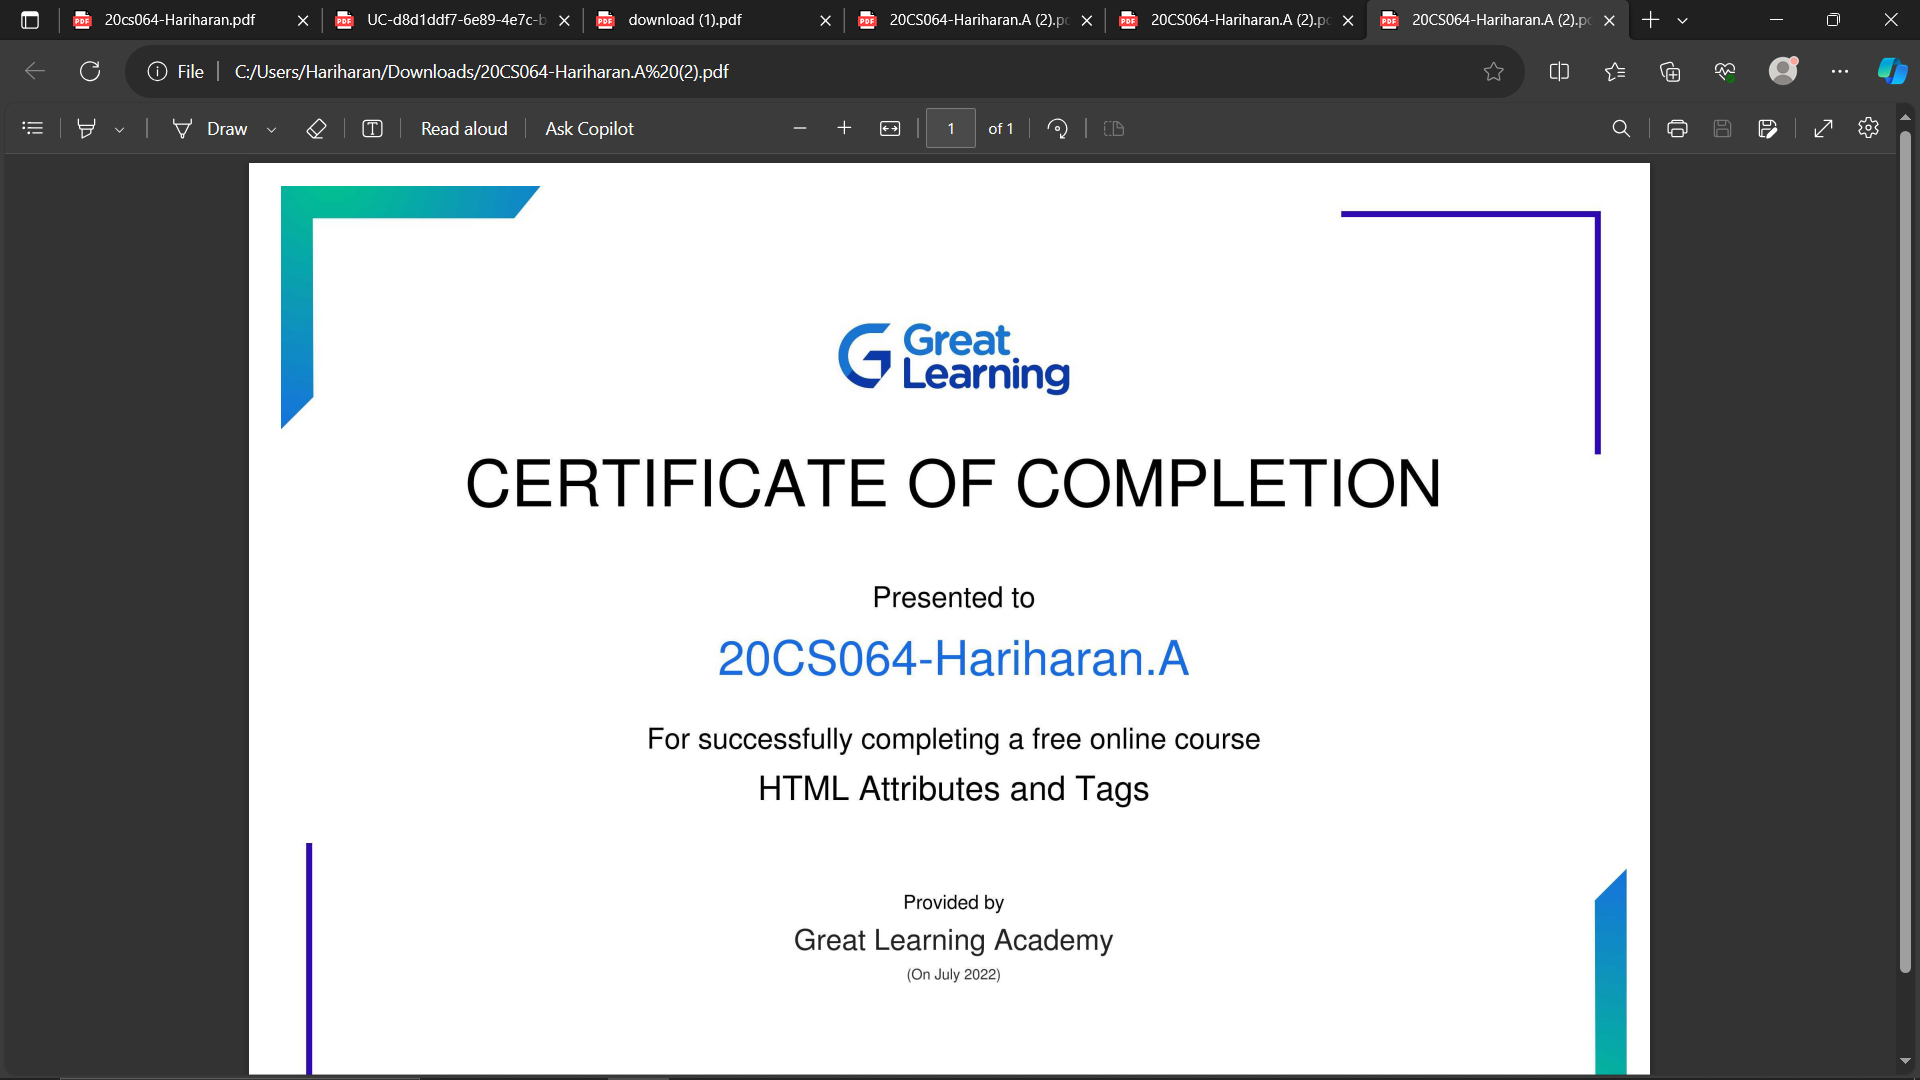 20cs064-Hariharan.pdf
UC-d8d1ddf7-6e89-4e7c-b
download (1).pdf
20CS064-Hariharan.A (2).pc
20CS064-Hariharan.A (2).pc
20CS064-Hariharan.A (2).pc
File
C:/Users/Hariharan/Downloads/20CS064-Hariharan.A%20(2).pdf
Draw
Read aloud
Ask Copilot
1
of 1
Great
Learning
CERTIFICATE OF COMPLETION
Presented to
20CS064-Hariharan.A
For successfully completing a free online course
HTML Attributes and Tags
Provided by
Great Learning Academy
(On July 2022)